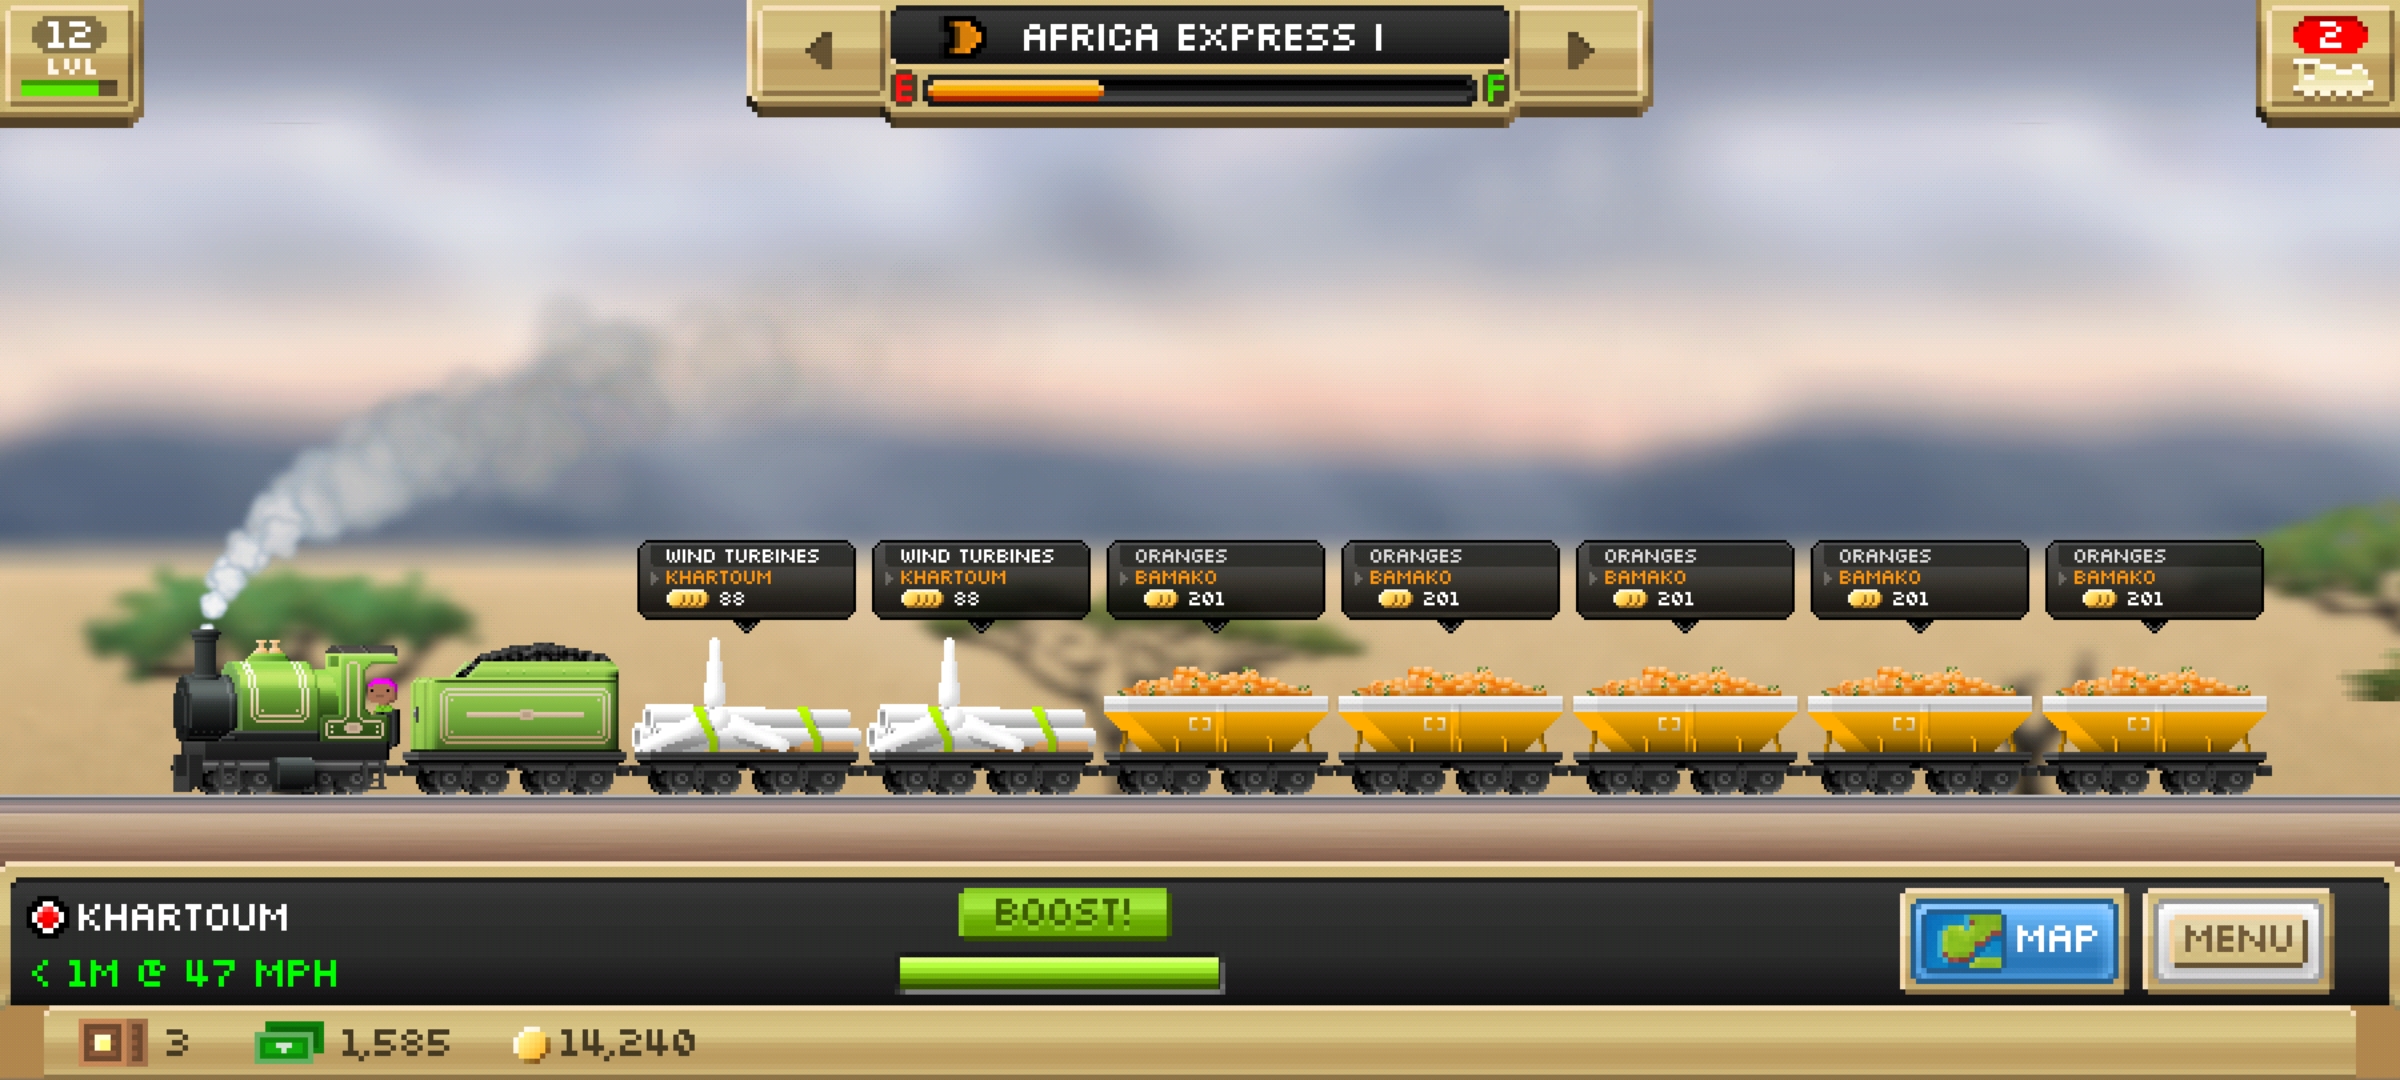 12
LVL
AFRICA EXPRESS I
E
F
2
WIND TURBINES
KHARTOUM
88
WIND TURBINES
KHARTOUM
88
ORANGES
BAMAKO
201
ORANGES
BAMAKO
201
ORANGES
BAMAKO
201
ORANGES
BAMAKO
201
ORANGES
BAMAKO
201
KHARTOUM
< 1M @ 47 MPH
BOOST!
MAP
MENU
3
1,585
14,240